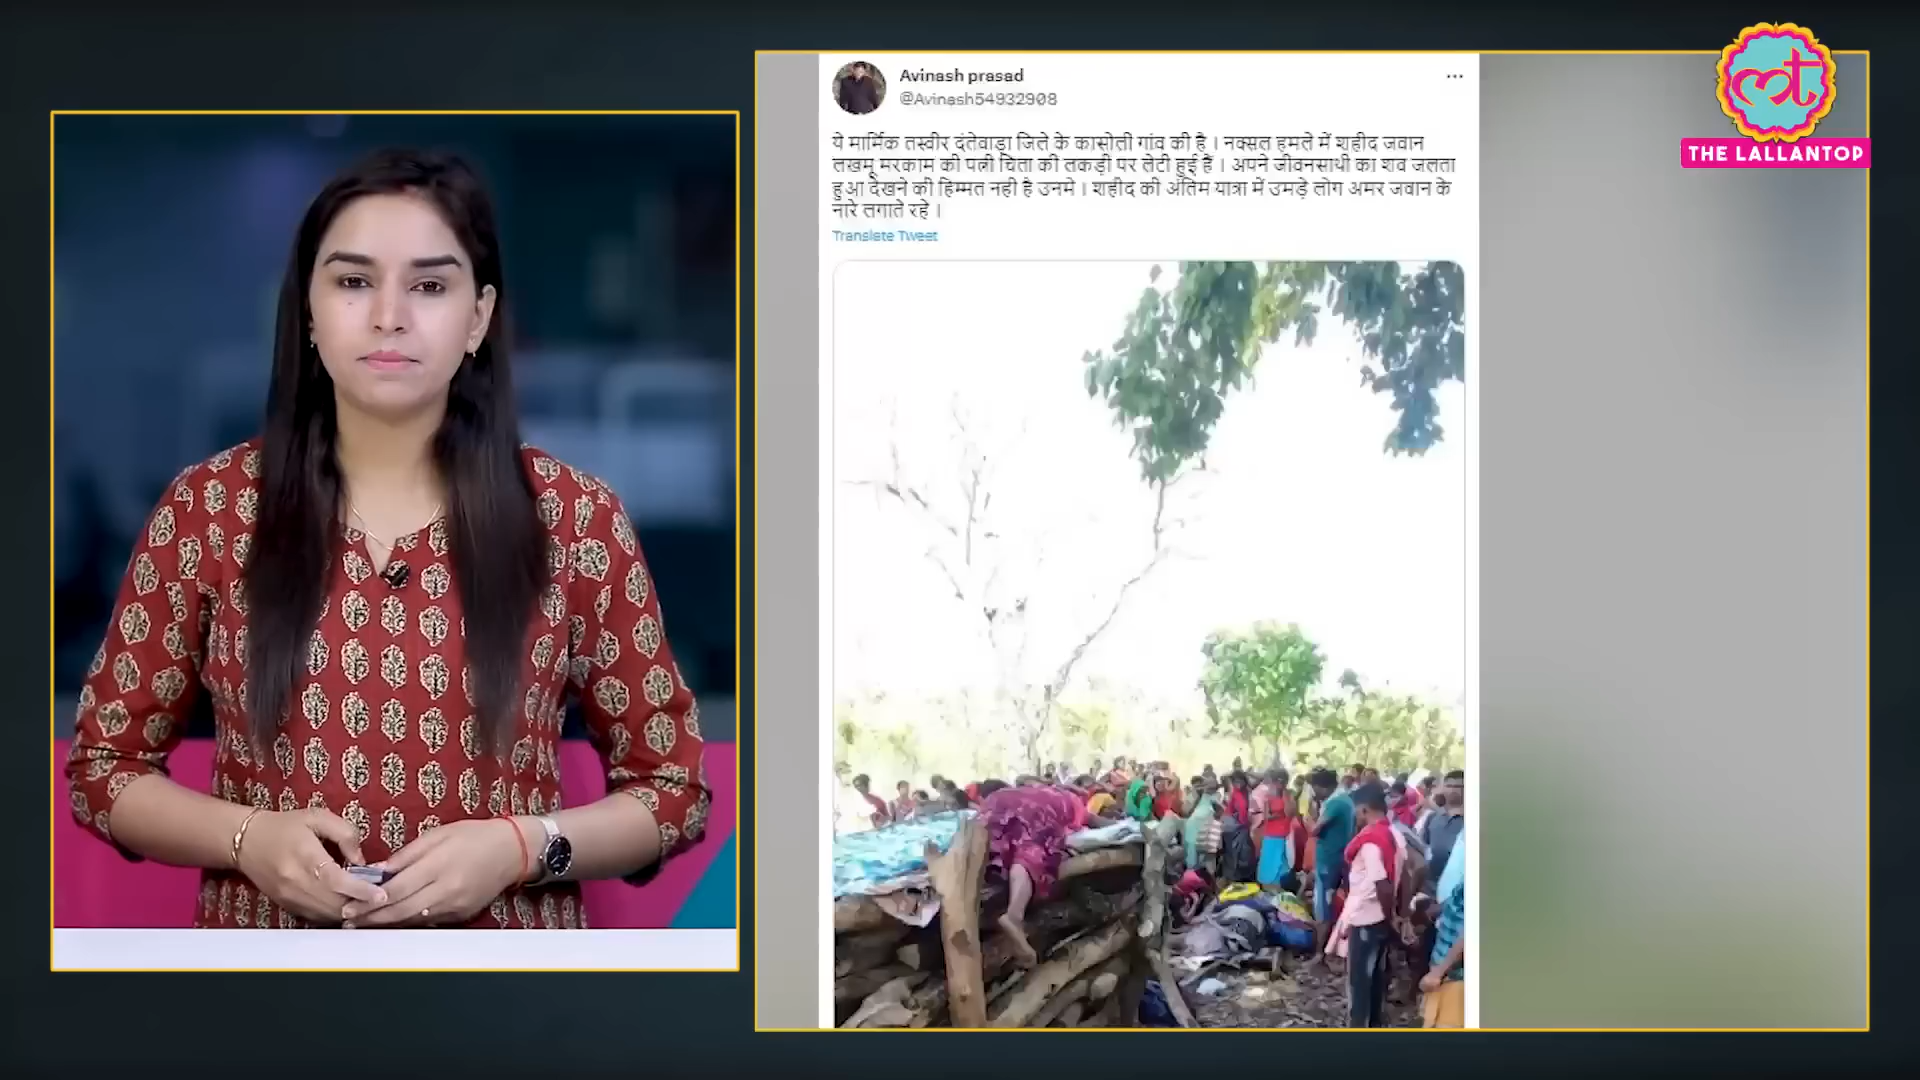 Avinash prasad
@Avinash54932908
ये मार्मिक तस्वीर दंतेवाड़ा जिले के कासोली गांव की है । नक्सल हमले में शहीद जवान
लखमू मरकाम की पत्नी चिता की लकड़ी पर लेटी हुई हैं । अपने जीवनसाथी का शव जलता
हुआ देखने की हिम्मत नही है उनमे । शहीद की अंतिम यात्रा में उमड़े लोग अमर जवान के
नारे लगाते रहे ।
Translate Tweet
THE LALLANTOP